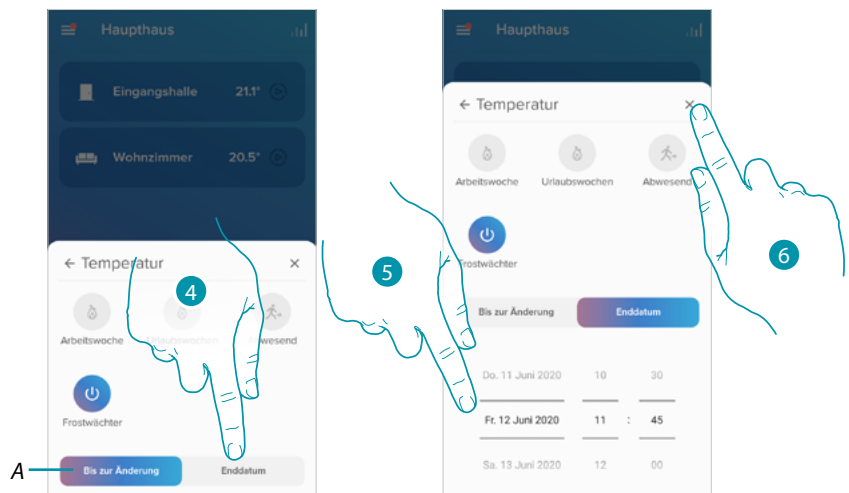 Haupthaus
Eingangshalle 21.1°
Wohnzimmer 20.5°
← Temperatur ×
4
Arbeitswoche Urlaubswochen Abwesend
Frostwächter
A
Bis zur Änderung Enddatum
Haupthaus
← Temperatur ×
Arbeitswoche Urlaubswochen Abwesend
5
6
Frostwächter
Bis zur Änderung Enddatum
Do. 11 Juni 2020 10 30
Fr. 12 Juni 2020 11 : 45
Sa. 13 Juni 2020 12 00